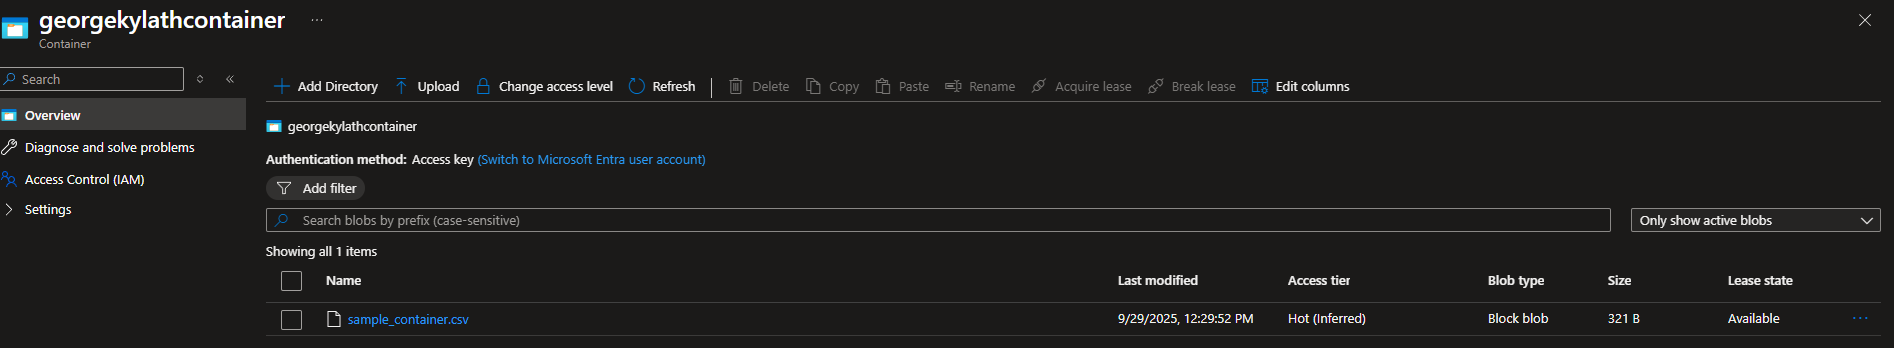 georgekylathcontainer ...
Container
Search
Overview
Diagnose and solve problems
Access Control (IAM)
Settings
Add Directory Upload Change access level Refresh Delete Copy Paste Rename Acquire lease Break lease Edit columns
georgekylathcontainer
Authentication method: Access key (Switch to Microsoft Entra user account)
Add filter
Search blobs by prefix (case-sensitive) Only show active blobs
Showing all 1 items
Name Last modified Access tier Blob type Size Lease state
sample_container.csv 9/29/2025, 12:29:52 PM Hot (Inferred) Block blob 321 B Available ...